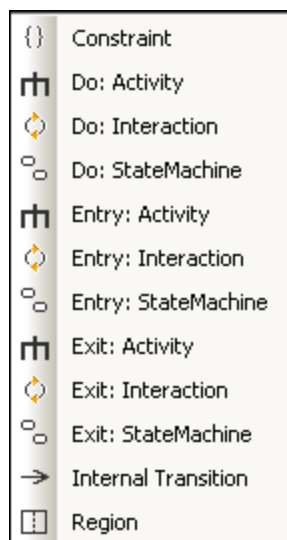 {} Constraint
Do: Activity
Do: Interaction
Do: StateMachine
Entry: Activity
Entry: Interaction
Entry: StateMachine
Exit: Activity
Exit: Interaction
Exit: StateMachine
Internal Transition
Region